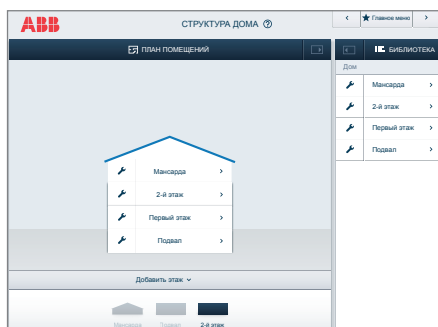 ABB
СТРУКТУРА ДОМА ?
‹ ★ Главное меню ›
ПЛАН ПОМЕЩЕНИЙ
БИБЛИОТЕКА
Дом
Мансарда ›
2-й этаж ›
Первый этаж ›
Подвал ›
Мансарда ›
2-й этаж ›
Первый этаж ›
Подвал ›
Добавить этаж
Мансарда Подвал 2-й этаж